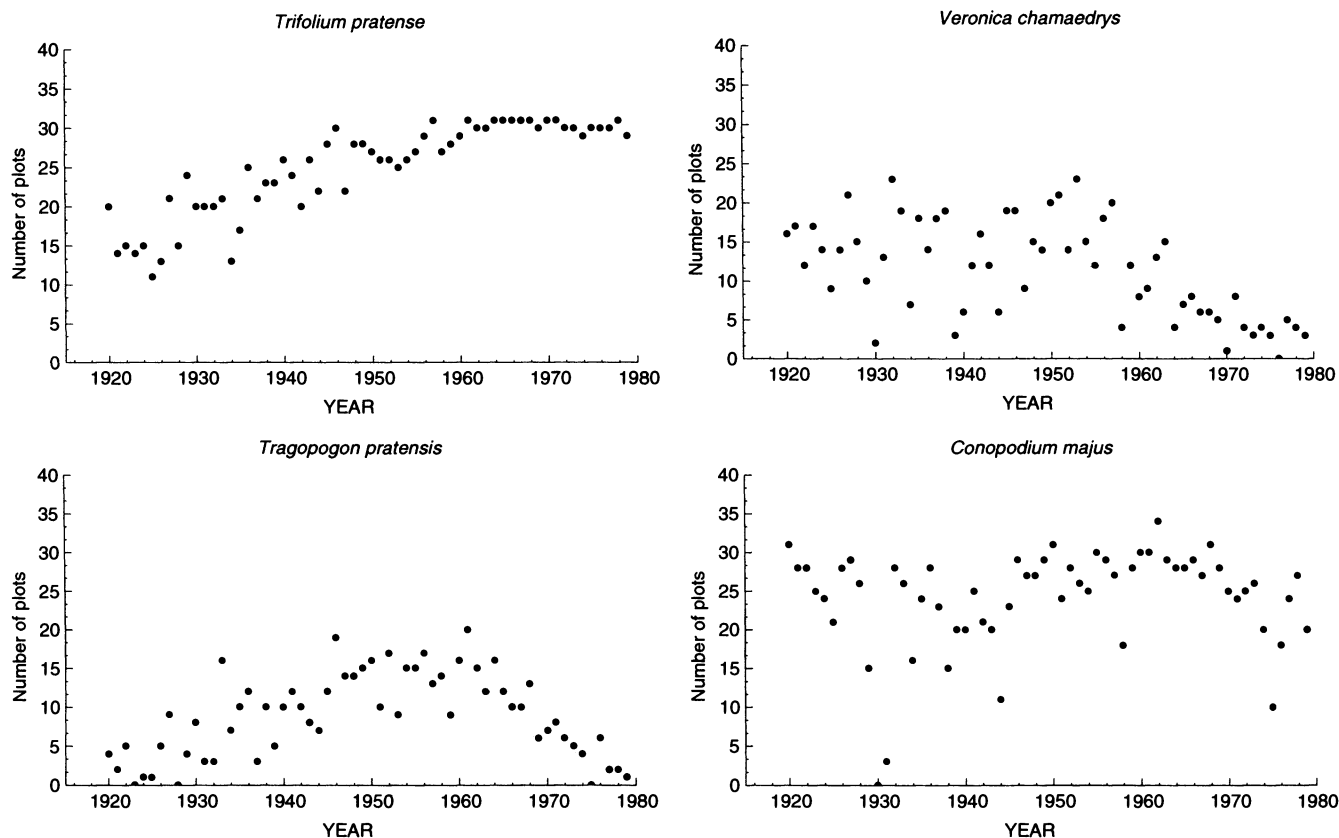 Trifolium pratense
40
35
30
25
20
15
10
5
0
Number of plots
1920 1930 1940 1950 1960 1970 1980
YEAR
Veronica chamaedrys
40
35
30
25
20
15
10
5
0
Number of plots
1920 1930 1940 1950 1960 1970 1980
YEAR
Tragopogon pratensis
40
35
30
25
20
15
10
5
0
Number of plots
1920 1930 1940 1950 1960 1970 1980
YEAR
Conopodium majus
40
35
30
25
20
15
10
5
0
Number of plots
1920 1930 1940 1950 1960 1970 1980
YEAR